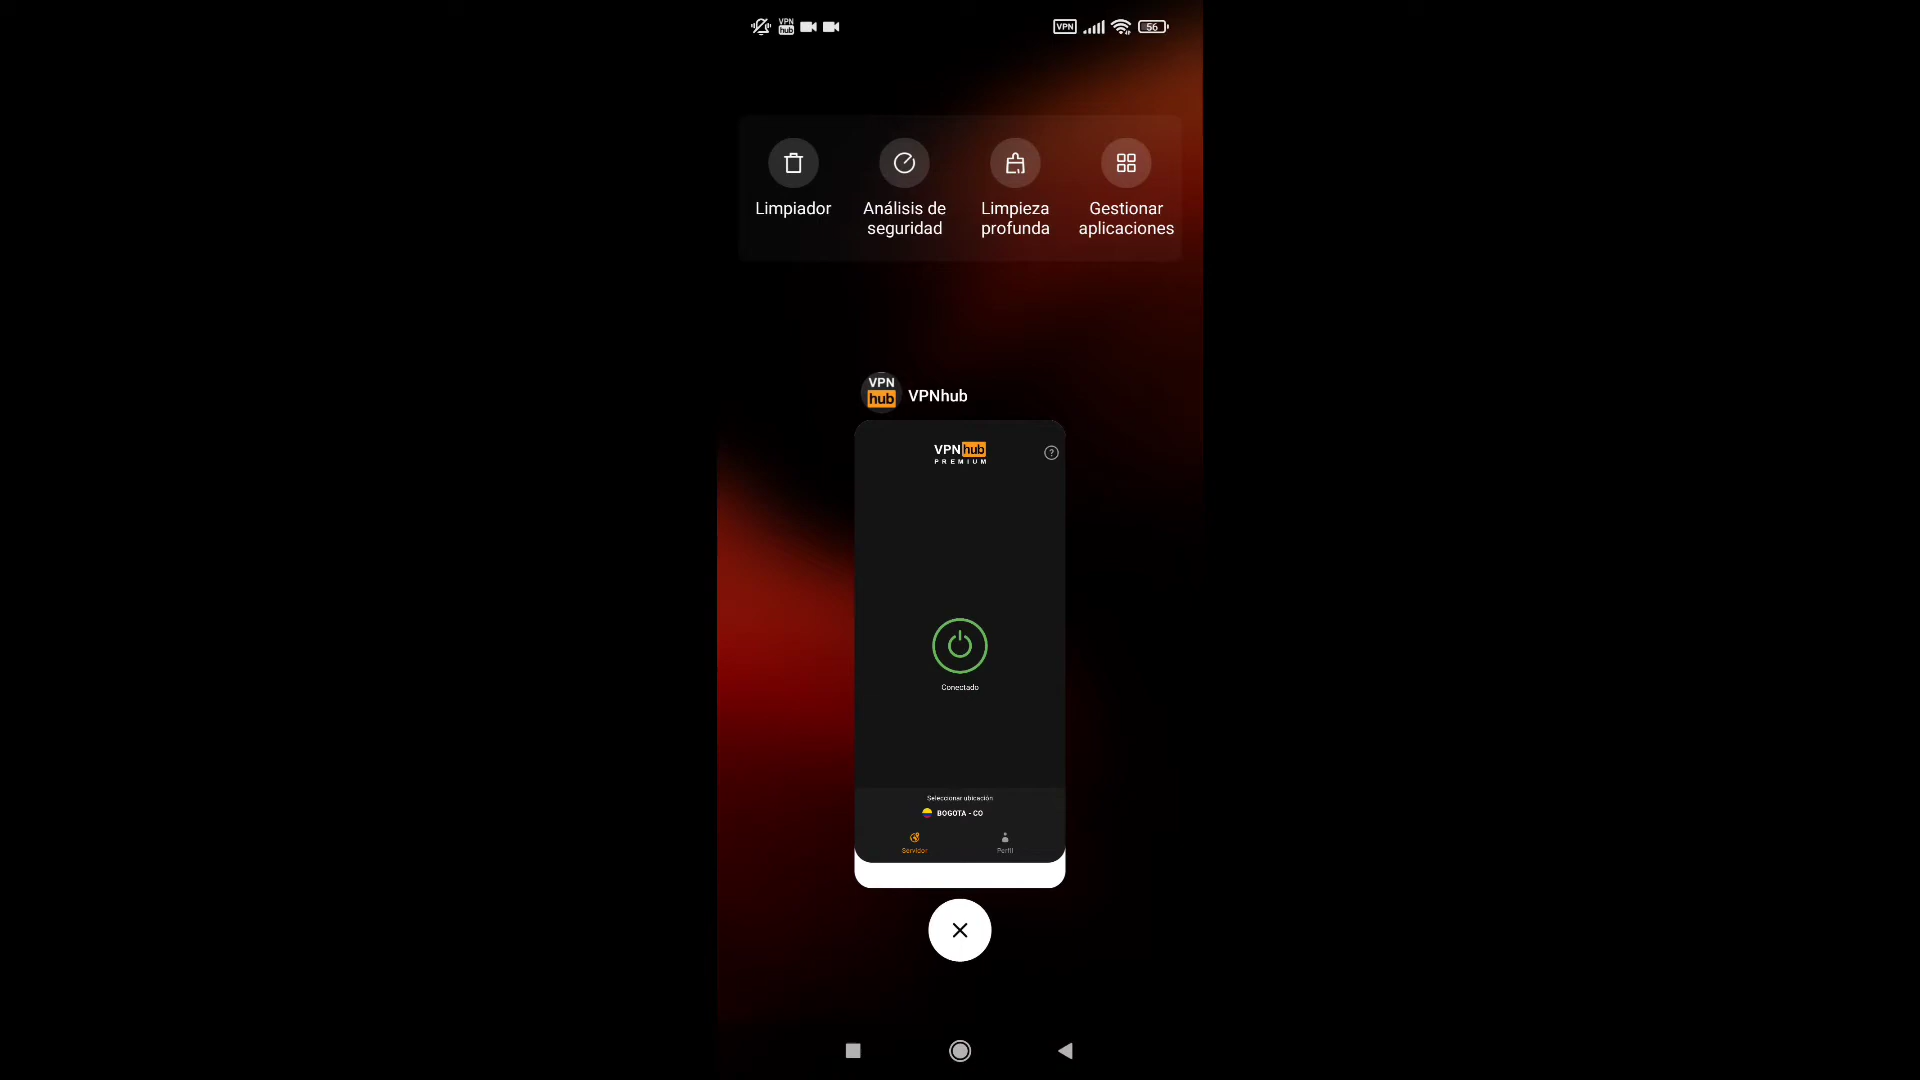 VPN
hub
VPN
56
Limpiador
Análisis de
seguridad
Limpieza
profunda
Gestionar
aplicaciones
VPN
hub
VPNhub
VPN hub
PREMIUM
?
Conectado
Seleccionar ubicación
BOGOTA - CO
Servidor
Perfil